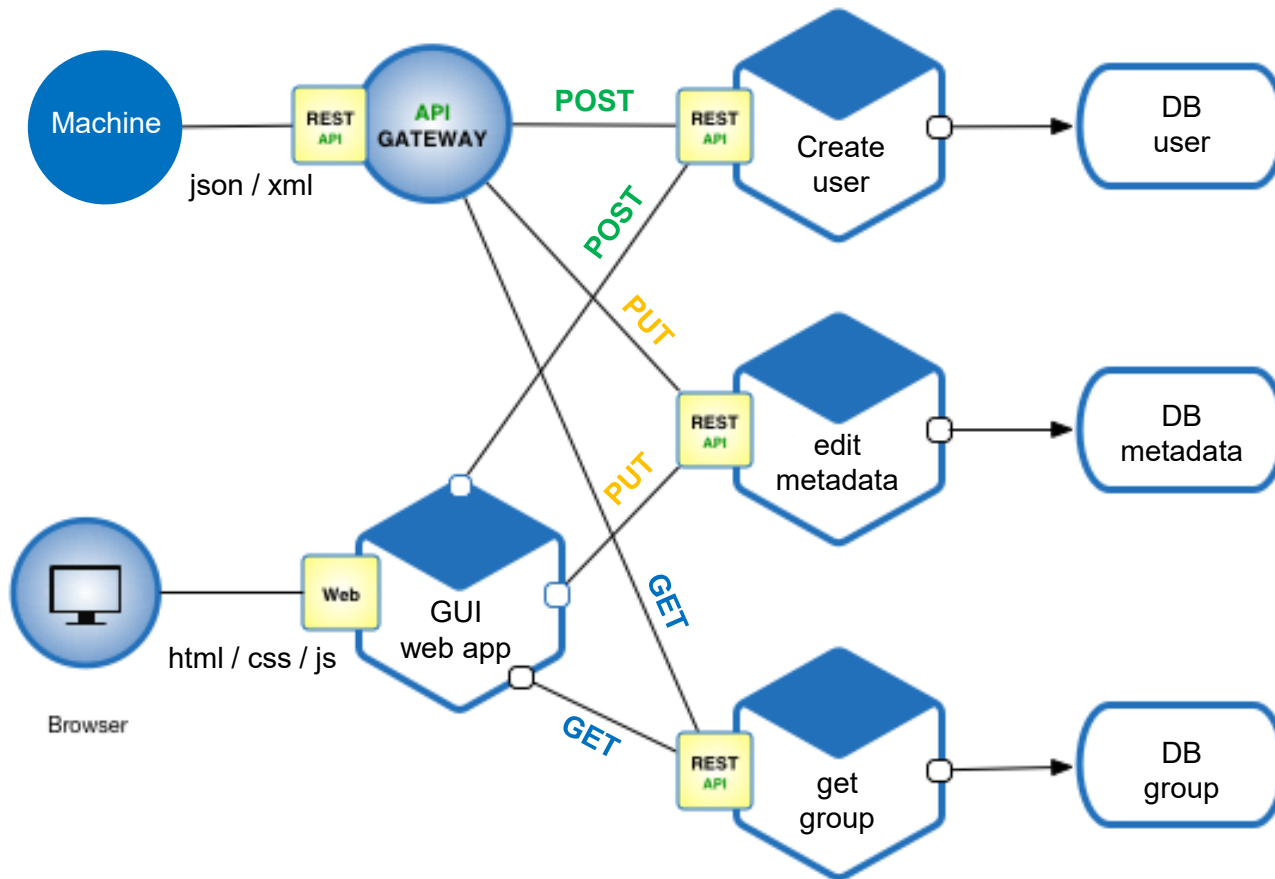 Machine
REST
API
API
GATEWAY
json / xml
POST
REST
API
Create
user
DB
user
POST
PUT
REST
API
edit
metadata
DB
metadata
PUT
Web
GUI
web app
html / css / js
Browser
GET
GET
REST
API
get
group
DB
group